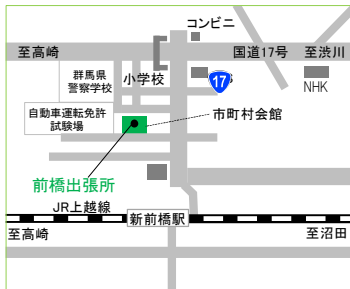 コンビニ
至高崎
国道17号
至渋川
群馬県
警察学校
小学校
17
NHK
自動車運転免許
試験場
市町村会館
前橋出張所
JR上越線
新前橋駅
至高崎
至沼田